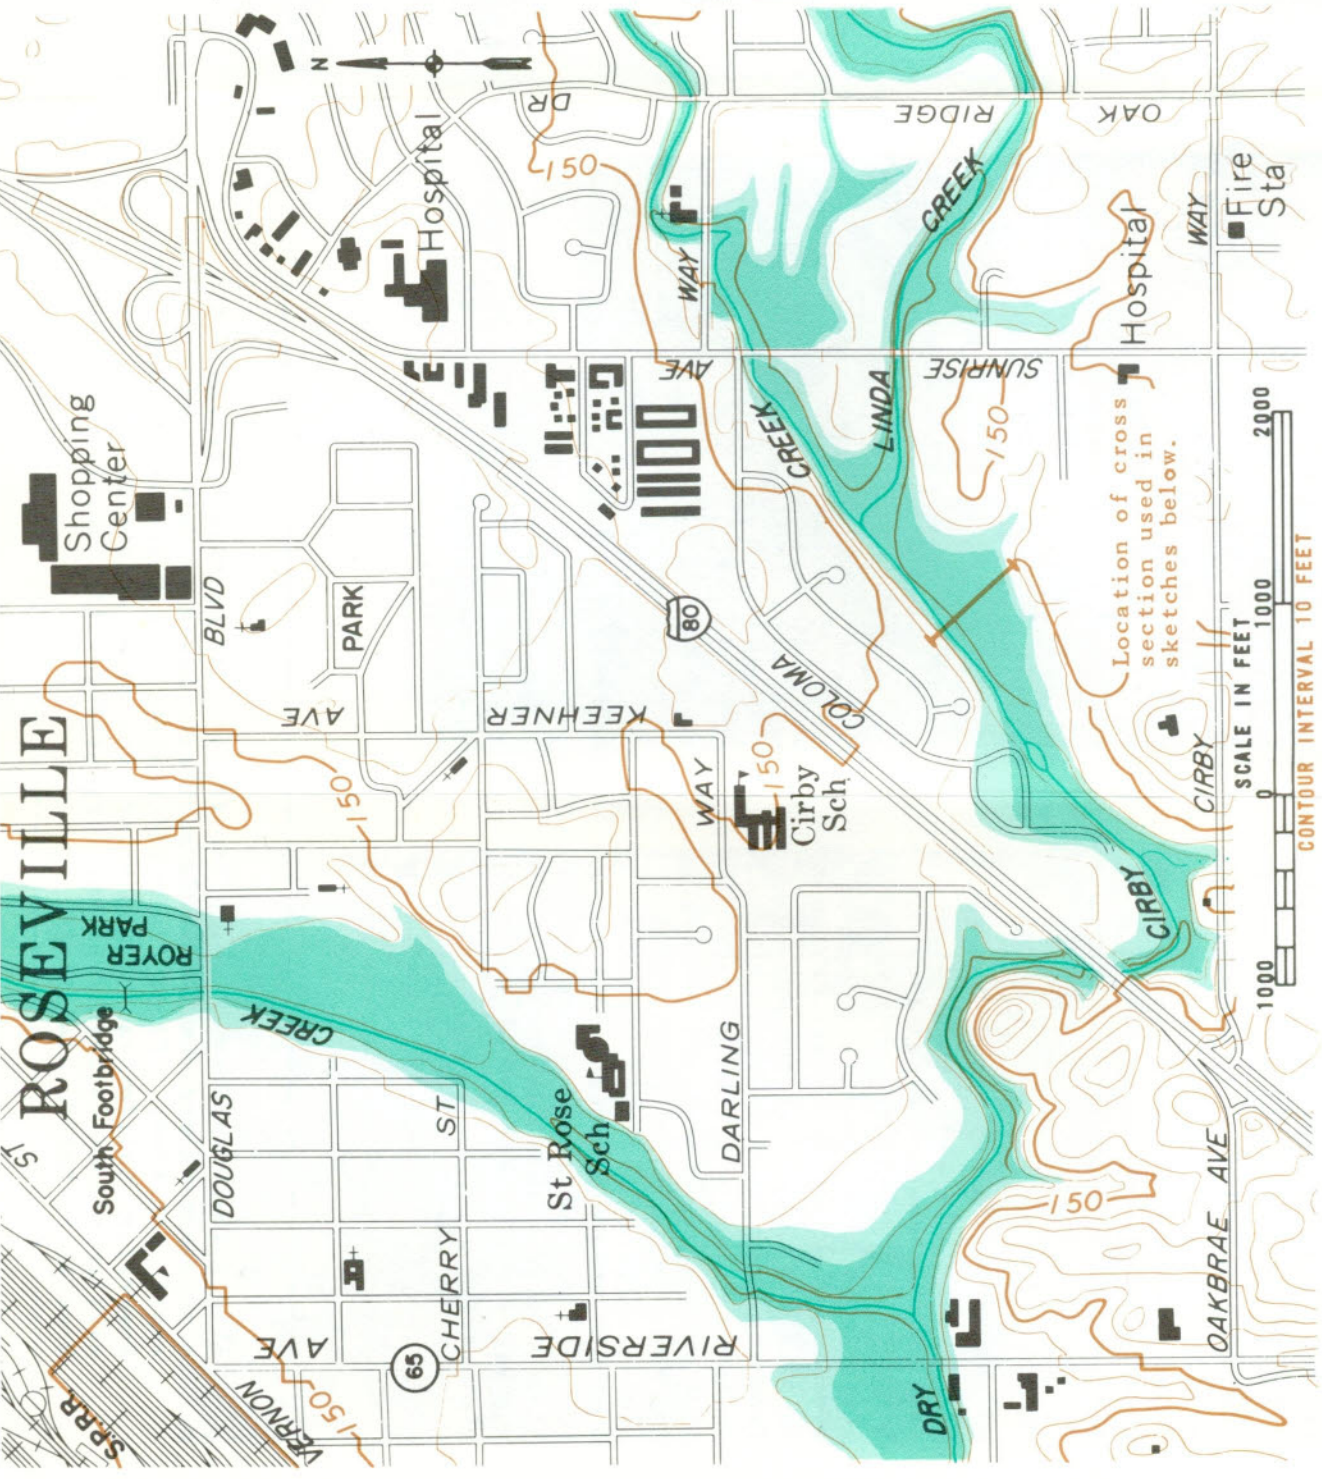 ROSEVILLE
Shopping
Center
Hospital
N
DR
150
OAK
RIDGE
CREEK
WAY
Fire
Sta
Hospital
WAY
AVE
SUNRISE
LINDA
CREEK
150
Location of cross
section used in
sketches below.
BLVD
PARK
80
COLOMA
AVE
KEEHNER
150
WAY
150
Cirby
Sch
CIRBY
CIRBY
ROYER
PARK
South Footbridge
CREEK
ST
DOUGLAS
ST
St Rose
Sch
DARLING
CHERRY
65
AVE
RIVERSIDE
VERNON
150
S.P.R.R.
DRY
150
OAKBRAE AVE
SCALE IN FEET
1000 0 1000 2000
CONTOUR INTERVAL 10 FEET